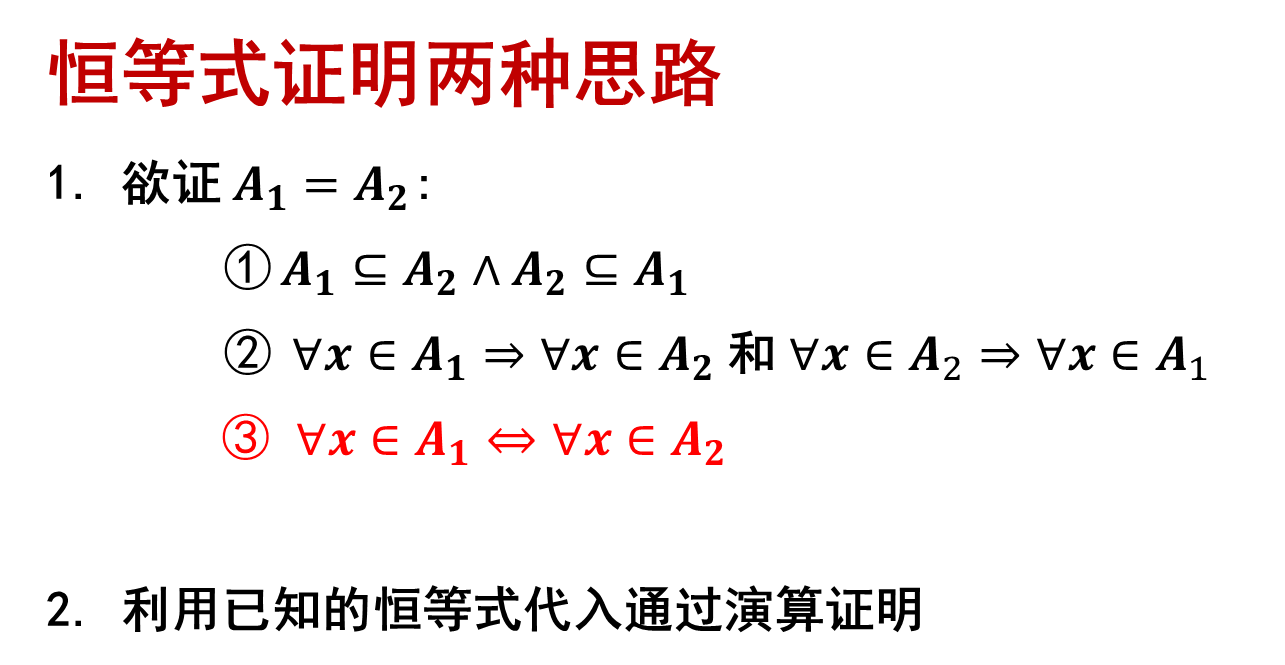 恒等式证明两种思路
1. 欲证 A₁ = A₂:
① A₁ ⊆ A₂ ∧ A₂ ⊆ A₁
② ∀x ∈ A₁ ⇒ ∀x ∈ A₂ 和 ∀x ∈ A₂ ⇒ ∀x ∈ A₁
③ ∀x ∈ A₁ ⇔ ∀x ∈ A₂
2. 利用已知的恒等式代入通过演算证明